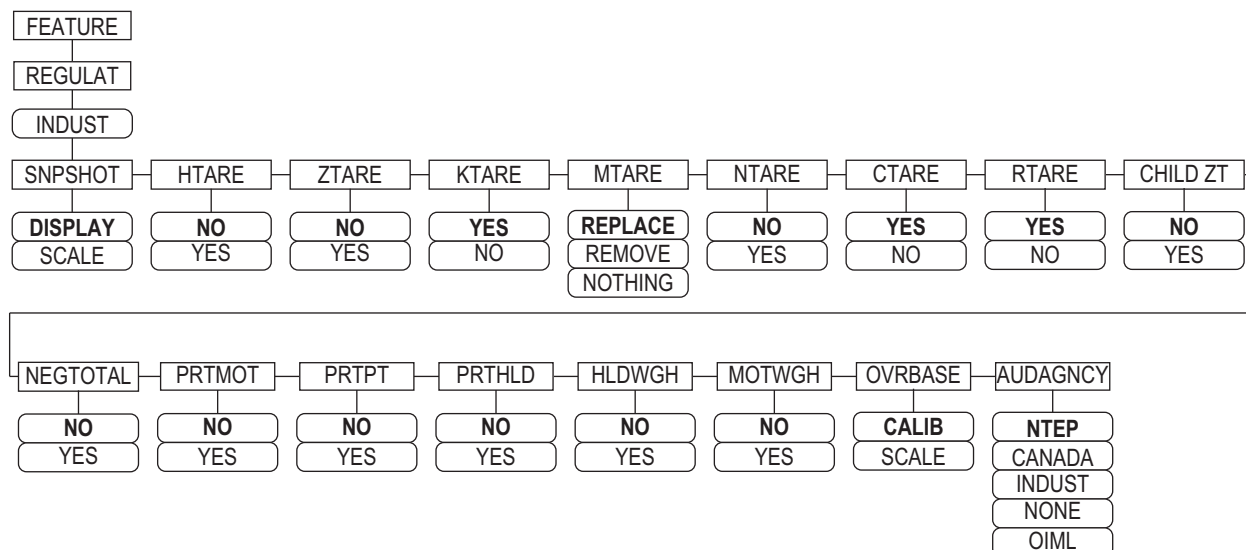 FEATURE
REGULAT
INDUST
SNPSHOT HTARE ZTARE KTARE MTARE NTARE CTARE RTARE CHILD ZT
DISPLAY NO NO YES REPLACE NO YES YES NO
SCALE YES YES NO REMOVE YES NO NO YES
NOTHING
NEGTOTAL PRTMOT PRTPT PRTHLD HLDWGH MOTWGH OVRBASE AUDAGNCY
NO NO NO NO NO NO CALIB NTEP
YES YES YES YES YES YES SCALE CANADA
INDUST
NONE
OIML